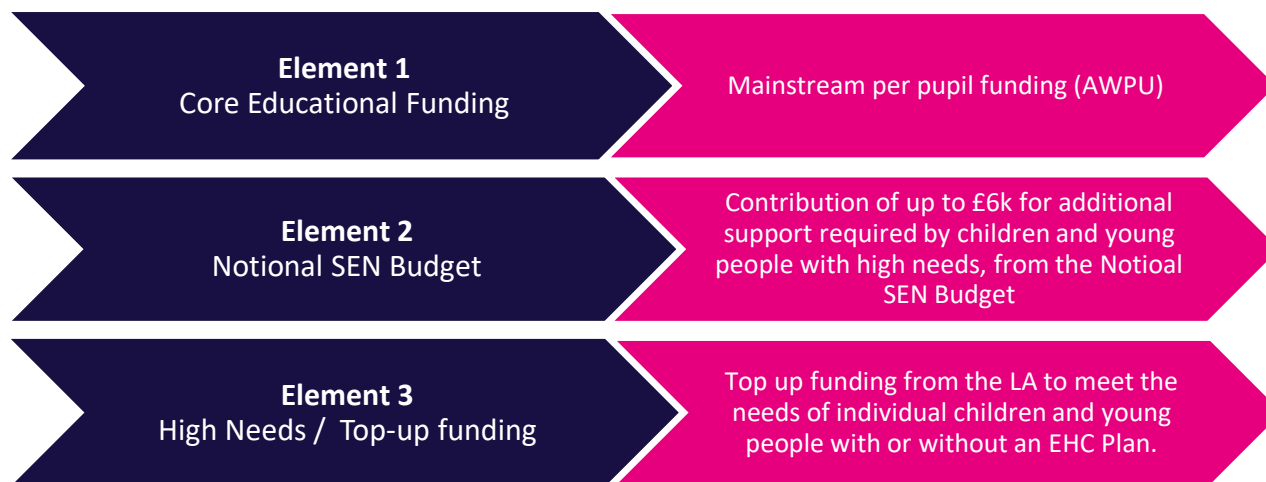 Element 1
Core Educational Funding
Mainstream per pupil funding (AWPU)
Element 2
Notional SEN Budget
Contribution of up to £6k for additional
support required by children and young
people with high needs, from the Notioal
SEN Budget
Element 3
High Needs / Top-up funding
Top up funding from the LA to meet the
needs of individual children and young
people with or without an EHC Plan.